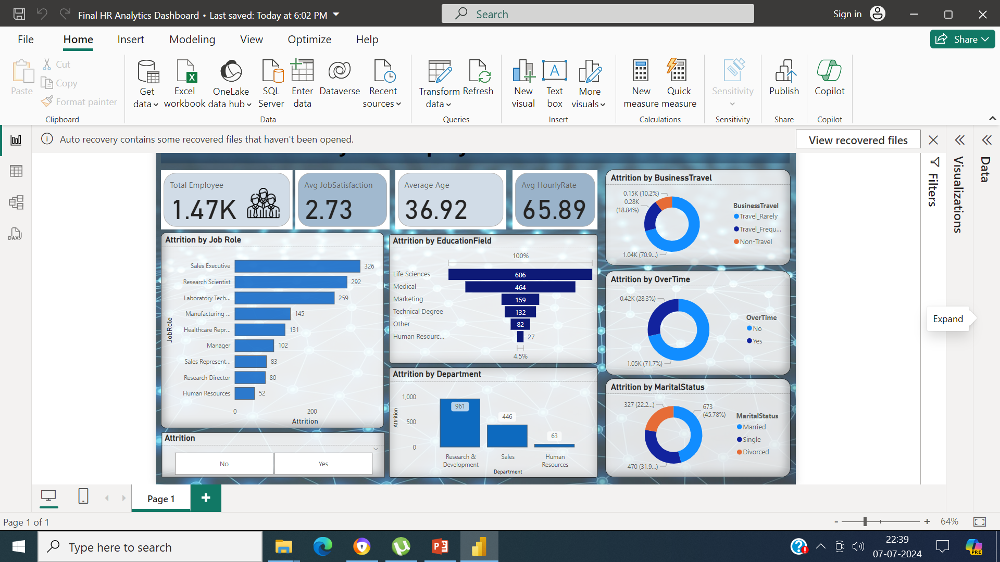 Final HR Analytics Dashboard • Last saved: Today at 6:02 PM
Search
Sign in
File
Home
Insert
Modeling
View
Optimize
Help
Share
Paste
Cut
Copy
Format painter
Clipboard
Get data
Excel workbook
OneLake data hub
SQL Server
Enter data
Dataverse
Recent sources
Data
Transform data
Refresh
Queries
New visual
Text box
More visuals
Insert
New measure
Quick measure
Calculations
Sensitivity
Sensitivity
Publish
Share
Copilot
Copilot
Auto recovery contains some recovered files that haven't been opened.
View recovered files
Total Employee
1.47K
Avg JobSatisfaction
2.73
Average Age
36.92
Avg HourlyRate
65.89
Attrition by Job Role
JobRole
Sales Executive 326
Research Scientist 292
Laboratory Tech... 259
Manufacturing ... 145
Healthcare Repr... 131
Manager 102
Sales Represent... 83
Research Director 80
Human Resources 52
0 200
Attrition
Attrition
No
Yes
Attrition by EducationField
100%
Life Sciences 606
Medical 464
Marketing 159
Technical Degree 132
Other 82
Human Resourc... 27
4.5%
Attrition by Department
Attrition
1,000
500
0
961
446
63
Research & Development
Sales
Human Resources
Department
Attrition by BusinessTravel
0.15K (10.2%)
0.28K
(18.84%)
1.04K (70.9...)
BusinessTravel
Travel_Rarely
Travel_Frequ...
Non-Travel
Attrition by OverTime
0.42K (28.3%)
1.05K (71.7%)
OverTime
No
Yes
Attrition by MaritalStatus
327 (22.2...)
673
(45.78%)
470 (31.9...)
MaritalStatus
Married
Single
Divorced
Filters
Visualizations
Data
Expand
DAX
Page 1
Page 1 of 1
- + 64%
Type here to search
22:39
07-07-2024
PRE